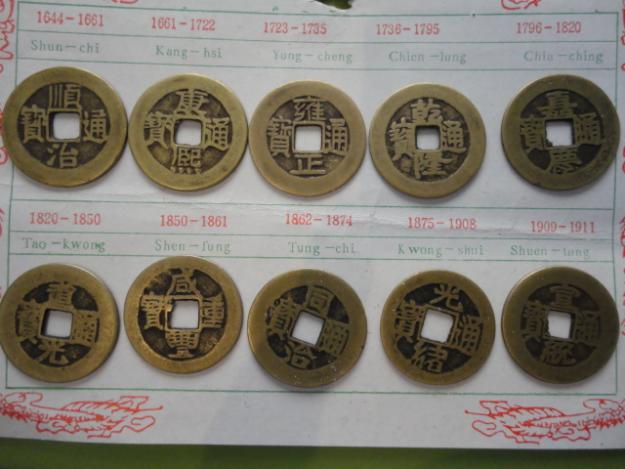 1644-1661 1661-1722 1723-1735 1736-1795 1796-1820
Shun-chi Kang-hsi Yung-cheng Chien-lung Chia-ching
順治通寶 康熙通寶 雍正通寶 乾隆通寶 嘉慶通寶
1820-1850 1850-1861 1862-1874 1875-1908 1909-1911
Tao-kwong Shen-fung Tung-chi Kwong-shui Shuen-tung
道光通寶 咸豐重寶 同治通寶 光緒通寶 宣統通寶